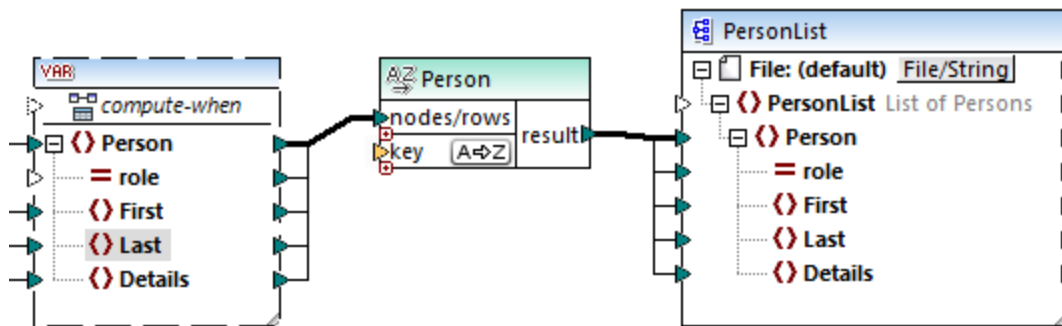 VAR
compute-when
Person
role
First
Last
Details
AZ Person
nodes/rows
key A⇨Z
result
PersonList
File: (default) File/String
PersonList List of Persons
Person
role
First
Last
Details